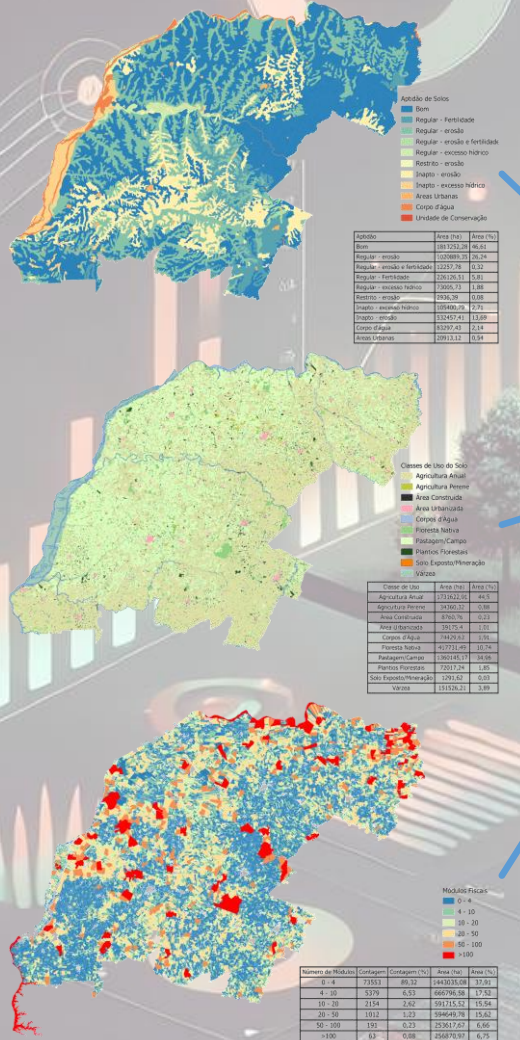 Aptidão de Solos
Bom
Regular - Fertilidade
Regular - erosão
Regular - erosão e fertilidade
Regular - excesso hídrico
Restrito - erosão
Inapto - erosão
Inapto - excesso hídrico
Áreas Urbanas
Corpo d'água
Unidade de Conservação
Aptidão Área (ha) Área (%)
Bom 1817252,28 46,61
Regular - erosão 26,24
Regular - erosão e fertilidade 12257,78 0,32
Regular - Fertilidade 226126,51 5,81
Regular - excesso hídrico 73005,73 1,88
Restrito - erosão 2936,39 0,08
Inapto - excesso hídrico 2,71
Inapto - erosão 532457,41 13,69
Corpo d'água 83297,43 2,14
Áreas Urbanas 20913,12 0,54
Classes de Uso do Solo
Agricultura Anual
Agricultura Perene
Área Construída
Área Urbanizada
Corpos d'Água
Floresta Nativa
Pastagem/Campo
Plantios Florestais
Solo Exposto/Mineração
Várzea
Classe de Uso Área (ha) Área (%)
Agricultura Anual 1731622,91 44,5
Agricultura Perene 34360,32 0,88
Área Construída 8760,76 0,23
Área Urbanizada 39175,4 1,01
Corpos d'Água 74429,63 1,91
Floresta Nativa 417731,49 10,74
Pastagem/Campo 1360145,17 34,96
Plantios Florestais 72017,24 1,85
Solo Exposto/Mineração 1291,62 0,03
Várzea 151526,21 3,89
Módulos Fiscais
0 - 4
4 - 10
10 - 20
20 - 50
50 - 100
>100
Número de Módulos Contagem Contagem (%) Área (ha) Área (%)
0 - 4 73553 89,32 1443035,08 37,91
4 - 10 5379 6,53 666796,58 17,52
10 - 20 2154 2,62 591715,52 15,54
20 - 50 1012 1,23 594649,78 15,62
50 - 100 191 0,23 253617,67 6,66
>100 63 0,08 256870,97 6,75